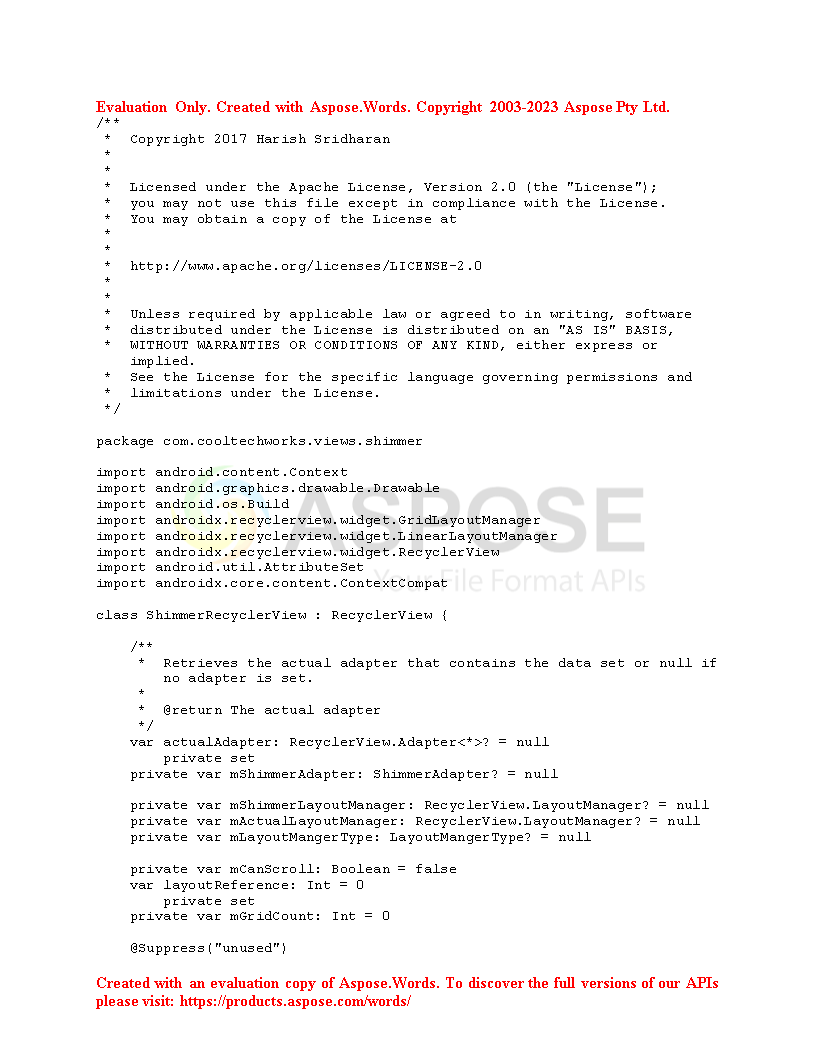 Evaluation Only. Created with Aspose.Words. Copyright 2003-2023 Aspose Pty Ltd.
/**
 *  Copyright 2017 Harish Sridharan
 *
 *
 *  Licensed under the Apache License, Version 2.0 (the "License");
 *  you may not use this file except in compliance with the License.
 *  You may obtain a copy of the License at
 *
 *
 *  http://www.apache.org/licenses/LICENSE-2.0
 *
 *
 *  Unless required by applicable law or agreed to in writing, software
 *  distributed under the License is distributed on an "AS IS" BASIS,
 *  WITHOUT WARRANTIES OR CONDITIONS OF ANY KIND, either express or
    implied.
 *  See the License for the specific language governing permissions and
 *  limitations under the License.
 */

package com.cooltechworks.views.shimmer

import android.content.Context
import android.graphics.drawable.Drawable
import android.os.Build
import androidx.recyclerview.widget.GridLayoutManager
import androidx.recyclerview.widget.LinearLayoutManager
import androidx.recyclerview.widget.RecyclerView
import android.util.AttributeSet
import androidx.core.content.ContextCompat
ASPOSE
Your File Format APIs

class ShimmerRecyclerView : RecyclerView {

    /**
     *  Retrieves the actual adapter that contains the data set or null if
        no adapter is set.
     *
     *  @return The actual adapter
     */
    var actualAdapter: RecyclerView.Adapter<*>? = null
        private set
    private var mShimmerAdapter: ShimmerAdapter? = null

    private var mShimmerLayoutManager: RecyclerView.LayoutManager? = null
    private var mActualLayoutManager: RecyclerView.LayoutManager? = null
    private var mLayoutMangerType: LayoutMangerType? = null

    private var mCanScroll: Boolean = false
    var layoutReference: Int = 0
        private set
    private var mGridCount: Int = 0

    @Suppress("unused")

Created with an evaluation copy of Aspose.Words. To discover the full versions of our APIs
please visit: https://products.aspose.com/words/